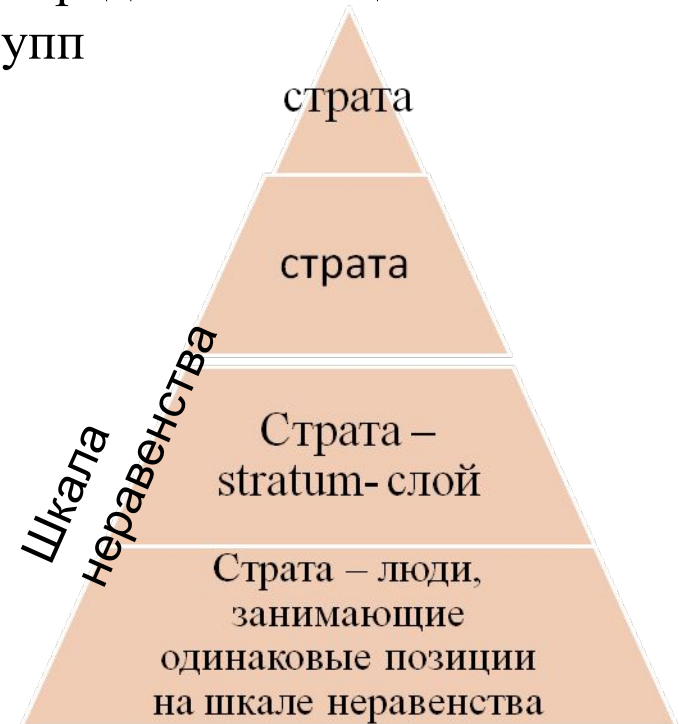 упп
страта
страта
Шкала
неравенства
Страта –
stratum- слой
Страта – люди,
занимающие
одинаковые позиции
на шкале неравенства